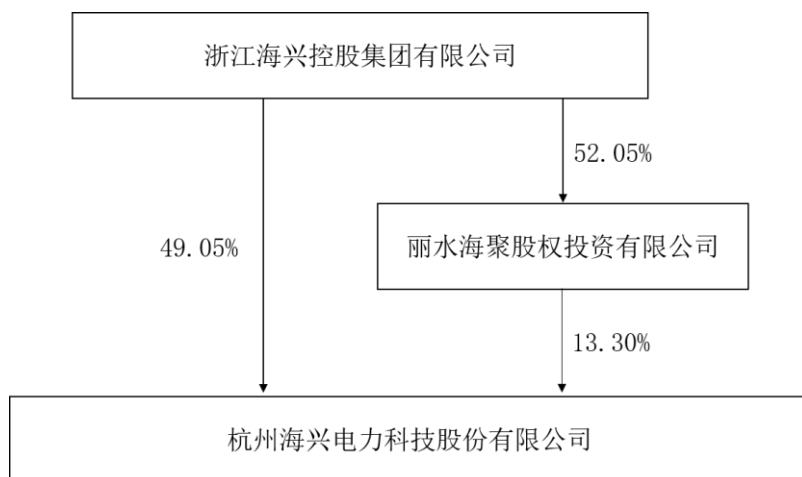 浙江海兴控股集团有限公司
52.05%
丽水海聚股权投资有限公司
49.05%
13.30%
杭州海兴电力科技股份有限公司